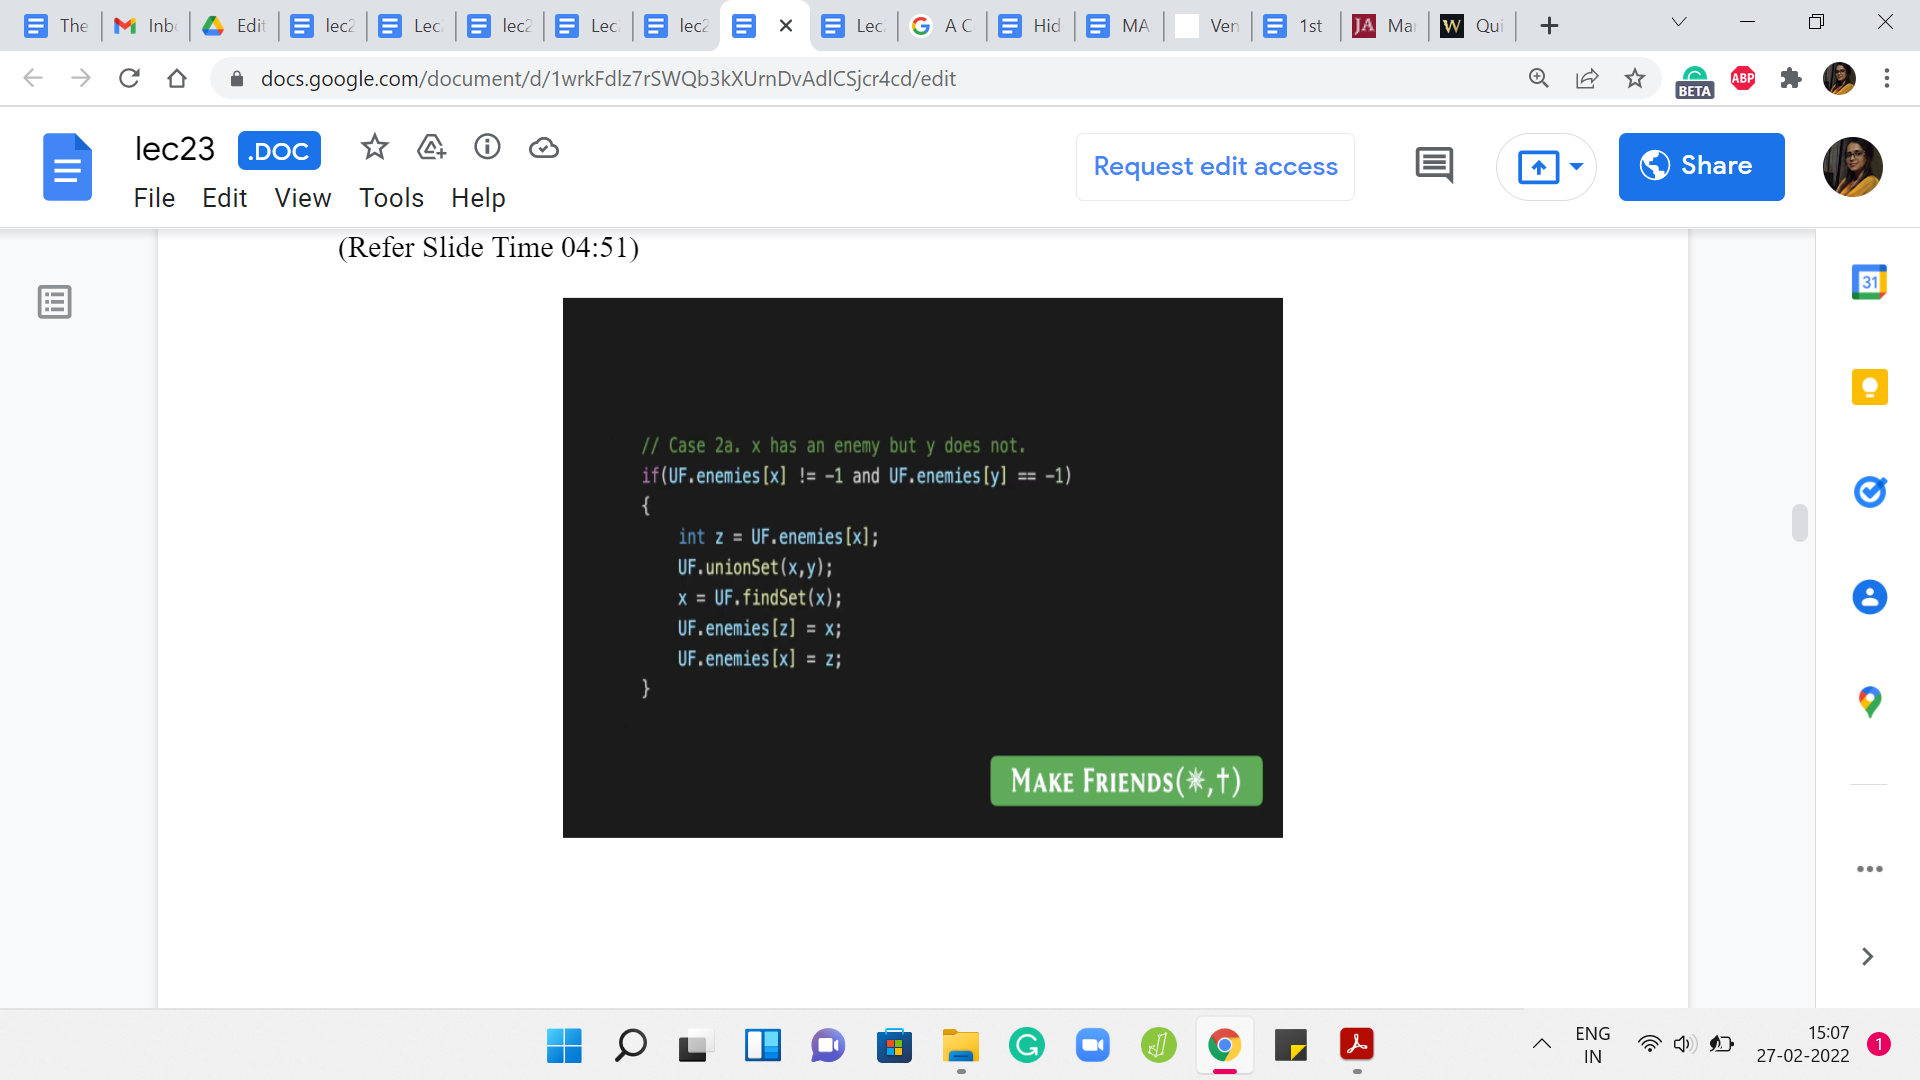 The
Inb
Edit
lec2
Lec
lec2
Lec
lec2
Lec
A C
Hid
MA
Ven
1st
JA
Ma
W
Qui
docs.google.com/document/d/1wrkFdlz7rSWQb3kXUrnDvAdlCSjcr4cd/edit
BETA
ABP
lec23
.DOC
File Edit View Tools Help
Request edit access
Share
(Refer Slide Time 04:51)
// Case 2a. x has an enemy but y does not.
if(UF.enemies[x] != -1 and UF.enemies[y] == -1)
{
int z = UF.enemies[x];
UF.unionSet(x,y);
x = UF.findSet(x);
UF.enemies[z] = x;
UF.enemies[x] = z;
}
MAKE FRIENDS(✴,†)
31
ENG
IN
15:07
27-02-2022
1